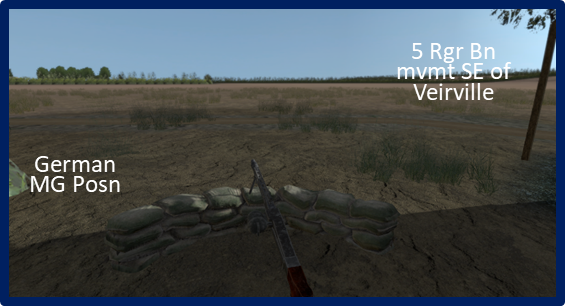 5 Rgr Bn
mvmt SE of
Veirville
German
MG Posn